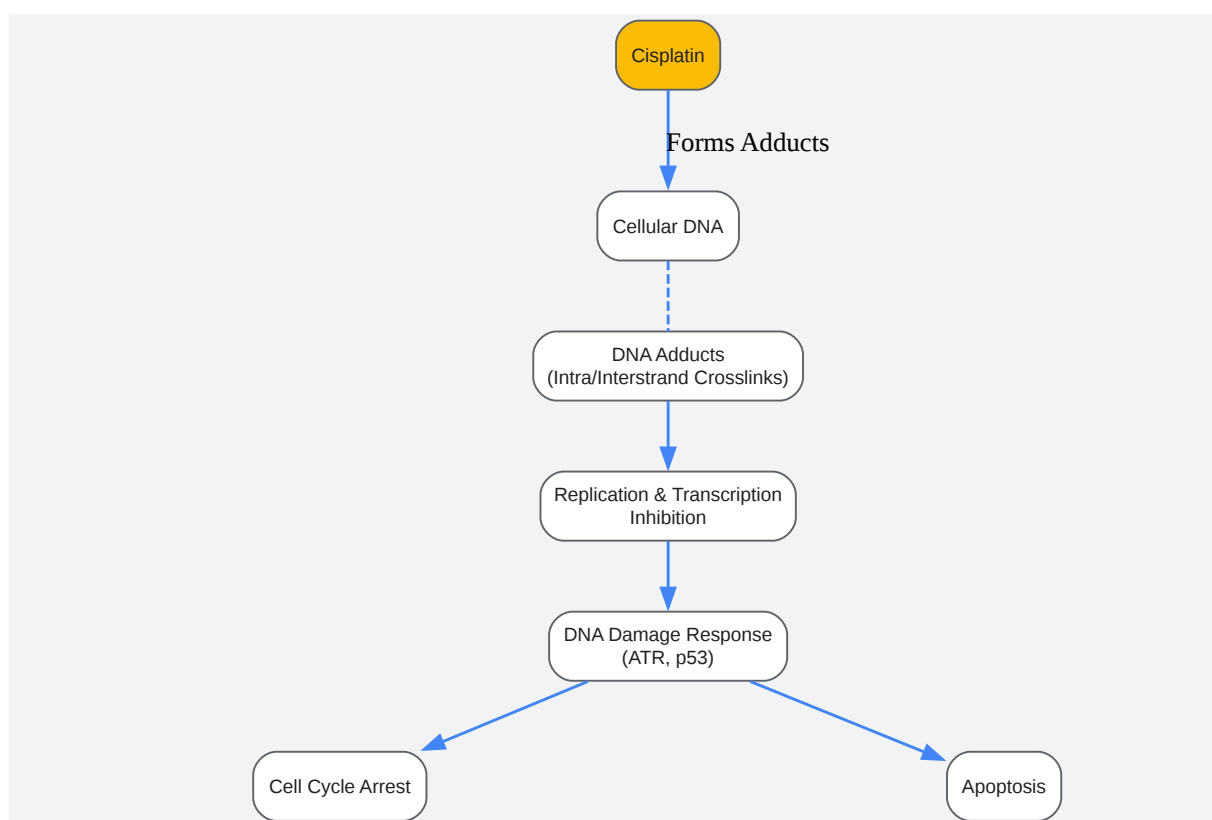 Cisplatin
Forms Adducts
Cellular DNA
DNA Adducts
(Intra/Interstrand Crosslinks)
Replication & Transcription
Inhibition
DNA Damage Response
(ATR, p53)
Cell Cycle Arrest
Apoptosis